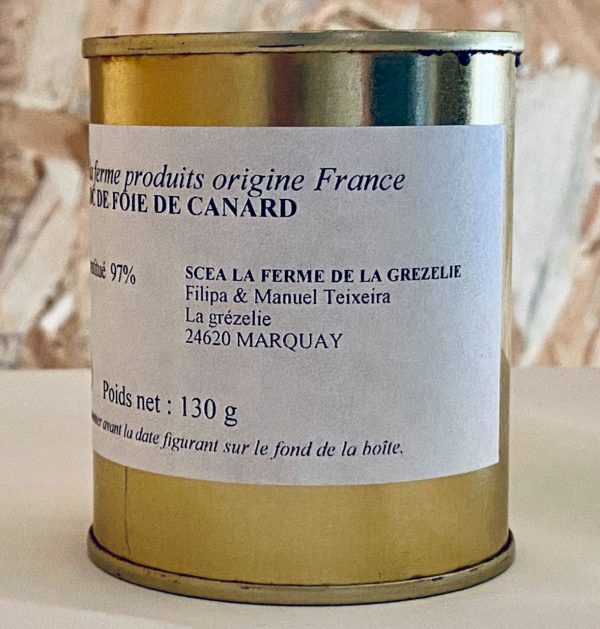 ferme produits origine France
DE FOIE DE CANARD
97%
SCEA LA FERME DE LA GREZELIE
Filipa & Manuel Teixeira
La grézelie
24620 MARQUAY
Poids net : 130 g
avant la date figurant sur le fond de la boîte.